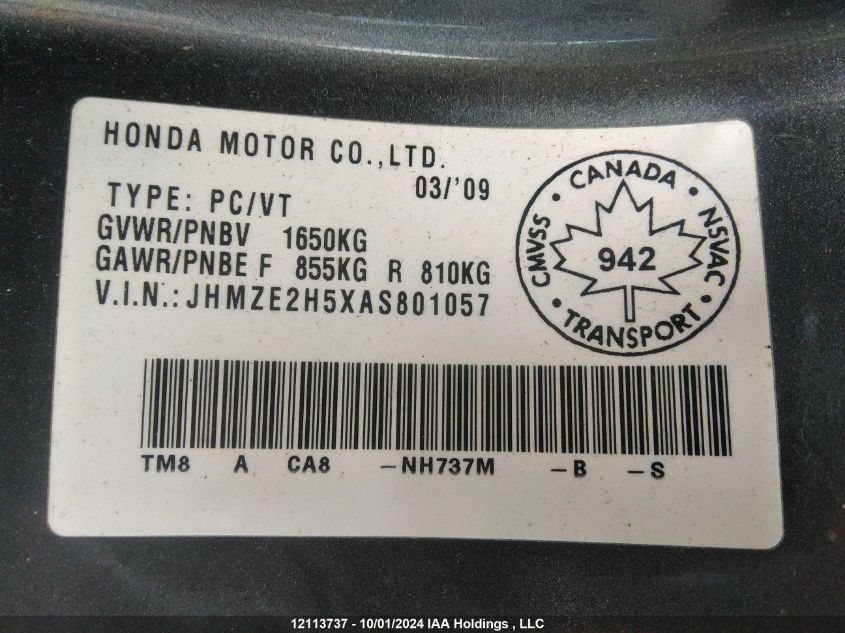 HONDA MOTOR CO.,LTD.
03/'09
TYPE: PC/VT
GVWR/PNBV 1650KG
GAWR/PNBE F 855KG R 810KG
V.I.N.: JHMZE2H5XAS801057
• CANADA •
CMVSS
NSVAC
942
• TRANSPORT •
TM8 A CA8 -NH737M -B -S
12113737 - 10/01/2024 IAA Holdings , LLC